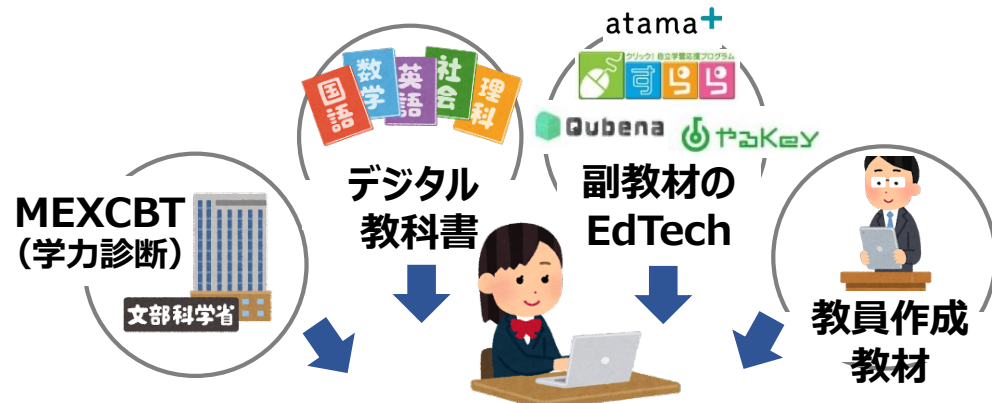 MEXCBT
（学力診断）
文部科学省
国語
数学
英語
社会
理科
デジタル
教科書
atama+
クリック！自立学習応援プログラム
すらら
Qubena
やるKey
副教材の
EdTech
教員作成
教材